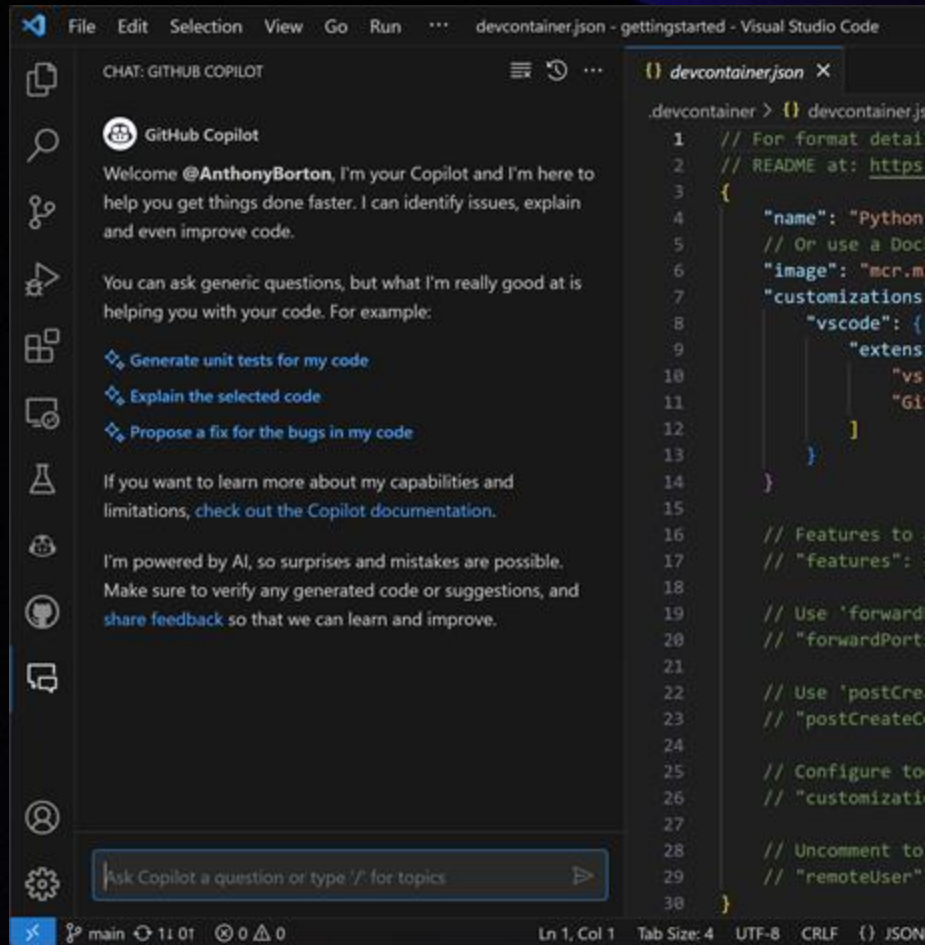 File Edit Selection View Go Run ··· devcontainer.json - gettingstarted - Visual Studio Code
CHAT: GITHUB COPILOT
GitHub Copilot
Welcome @AnthonyBorton, I'm your Copilot and I'm here to
help you get things done faster. I can identify issues, explain
and even improve code.
You can ask generic questions, but what I'm really good at is
helping you with your code. For example:
Generate unit tests for my code
Explain the selected code
Propose a fix for the bugs in my code
If you want to learn more about my capabilities and
limitations, check out the Copilot documentation.
I'm powered by AI, so surprises and mistakes are possible.
Make sure to verify any generated code or suggestions, and
share feedback so that we can learn and improve.
Ask Copilot a question or type '/' for topics
{} devcontainer.json ×
.devcontainer > {} devcontainer.js
1 // For format detai
2 // README at: https
3 {
4 "name": "Python
5 // Or use a Doc
6 "image": "mcr.m
7 "customizations
8 "vscode": {
9 "extens
10 "vs
11 "Gi
12 ]
13 }
14 }
15
16 // Features to
17 // "features":
18
19 // Use 'forward
20 // "forwardPort
21
22 // Use 'postCre
23 // "postCreateC
24
25 // Configure too
26 // "customizati
27
28 // Uncomment to
29 // "remoteUser"
30 }
main 1↓ 0↑ 0 0 Ln 1, Col 1 Tab Size: 4 UTF-8 CRLF {} JSON